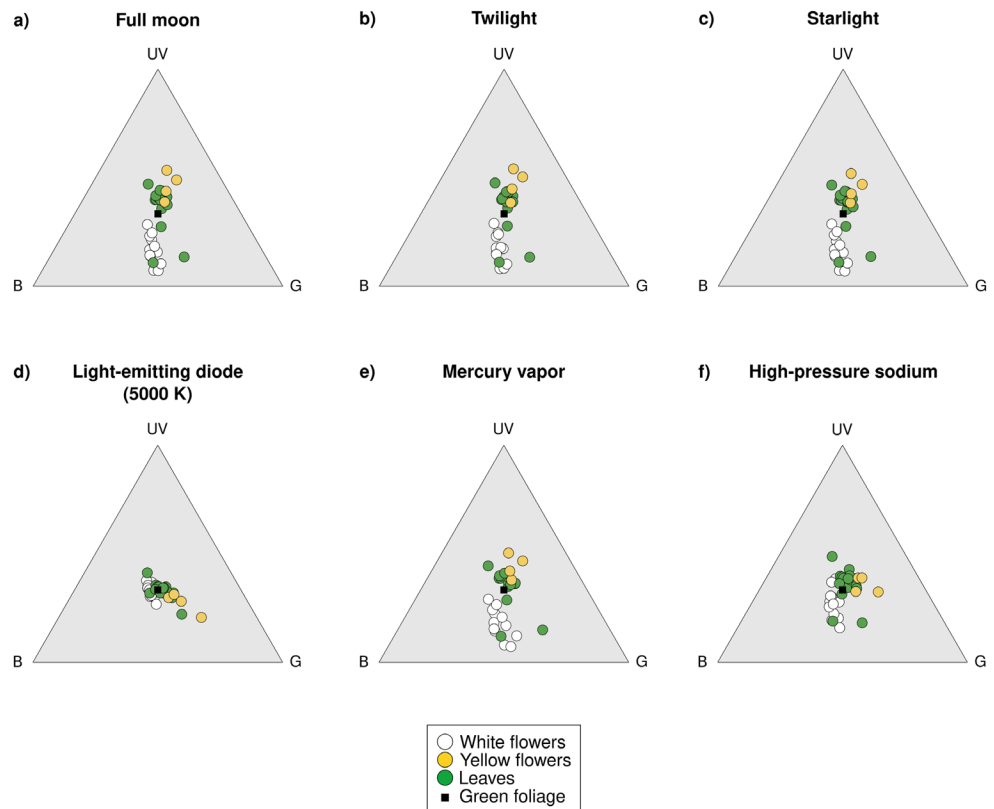 a) Full moon
b) Twilight
c) Starlight
UV
UV
UV
B
G
B
G
B
G
d) Light-emitting diode
(5000 K)
e) Mercury vapor
f) High-pressure sodium
UV
UV
UV
B
G
B
G
B
G
White flowers
Yellow flowers
Leaves
Green foliage